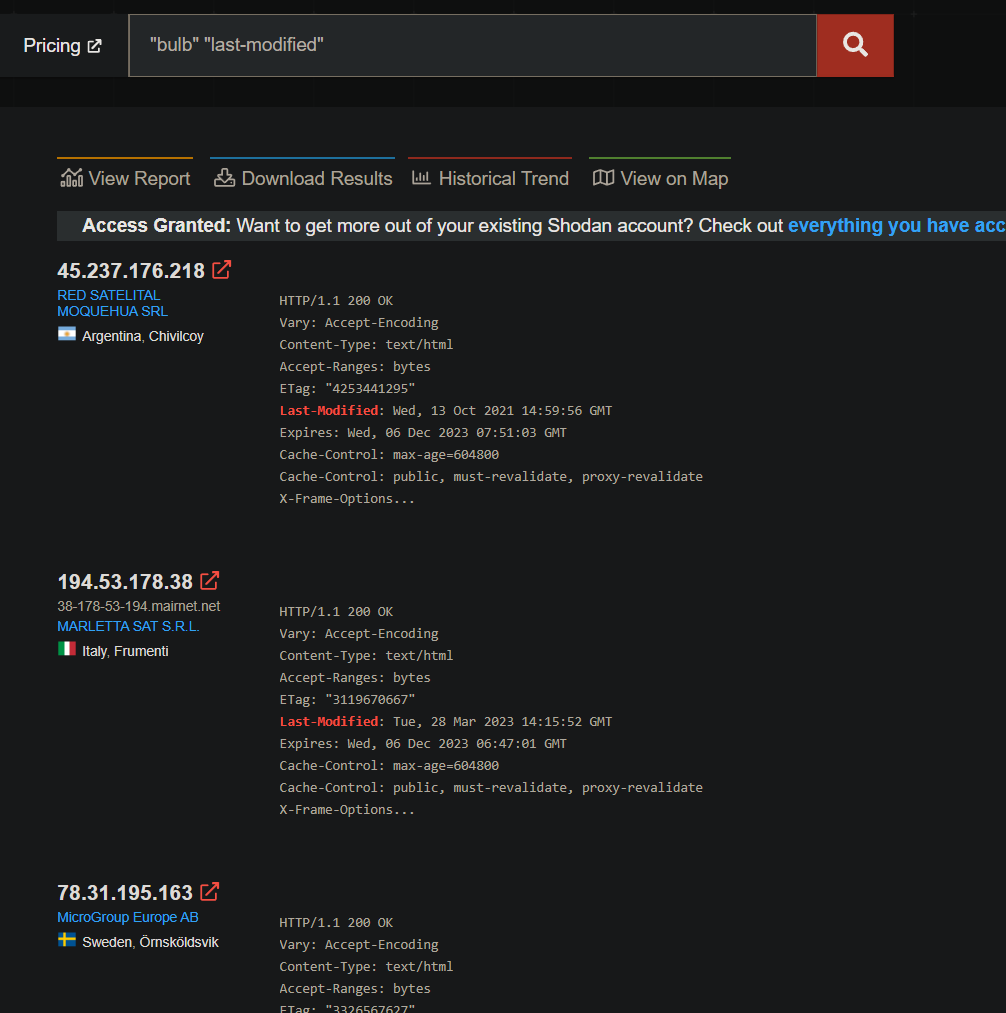 Pricing
"bulb" "last-modified"
View Report
Download Results
Historical Trend
View on Map
Access Granted: Want to get more out of your existing Shodan account? Check out everything you have acc
45.237.176.218
RED SATELITAL
MOQUEHUA SRL
Argentina, Chivilcoy
HTTP/1.1 200 OK
Vary: Accept-Encoding
Content-Type: text/html
Accept-Ranges: bytes
ETag: "4253441295"
Last-Modified: Wed, 13 Oct 2021 14:59:56 GMT
Expires: Wed, 06 Dec 2023 07:51:03 GMT
Cache-Control: max-age=604800
Cache-Control: public, must-revalidate, proxy-revalidate
X-Frame-Options...
194.53.178.38
38-178-53-194.mairnet.net
MARLETTA SAT S.R.L.
Italy, Frumenti
HTTP/1.1 200 OK
Vary: Accept-Encoding
Content-Type: text/html
Accept-Ranges: bytes
ETag: "3119670667"
Last-Modified: Tue, 28 Mar 2023 14:15:52 GMT
Expires: Wed, 06 Dec 2023 06:47:01 GMT
Cache-Control: max-age=604800
Cache-Control: public, must-revalidate, proxy-revalidate
X-Frame-Options...
78.31.195.163
MicroGroup Europe AB
Sweden, Örnsköldsvik
HTTP/1.1 200 OK
Vary: Accept-Encoding
Content-Type: text/html
Accept-Ranges: bytes
ETag: "3326567627"